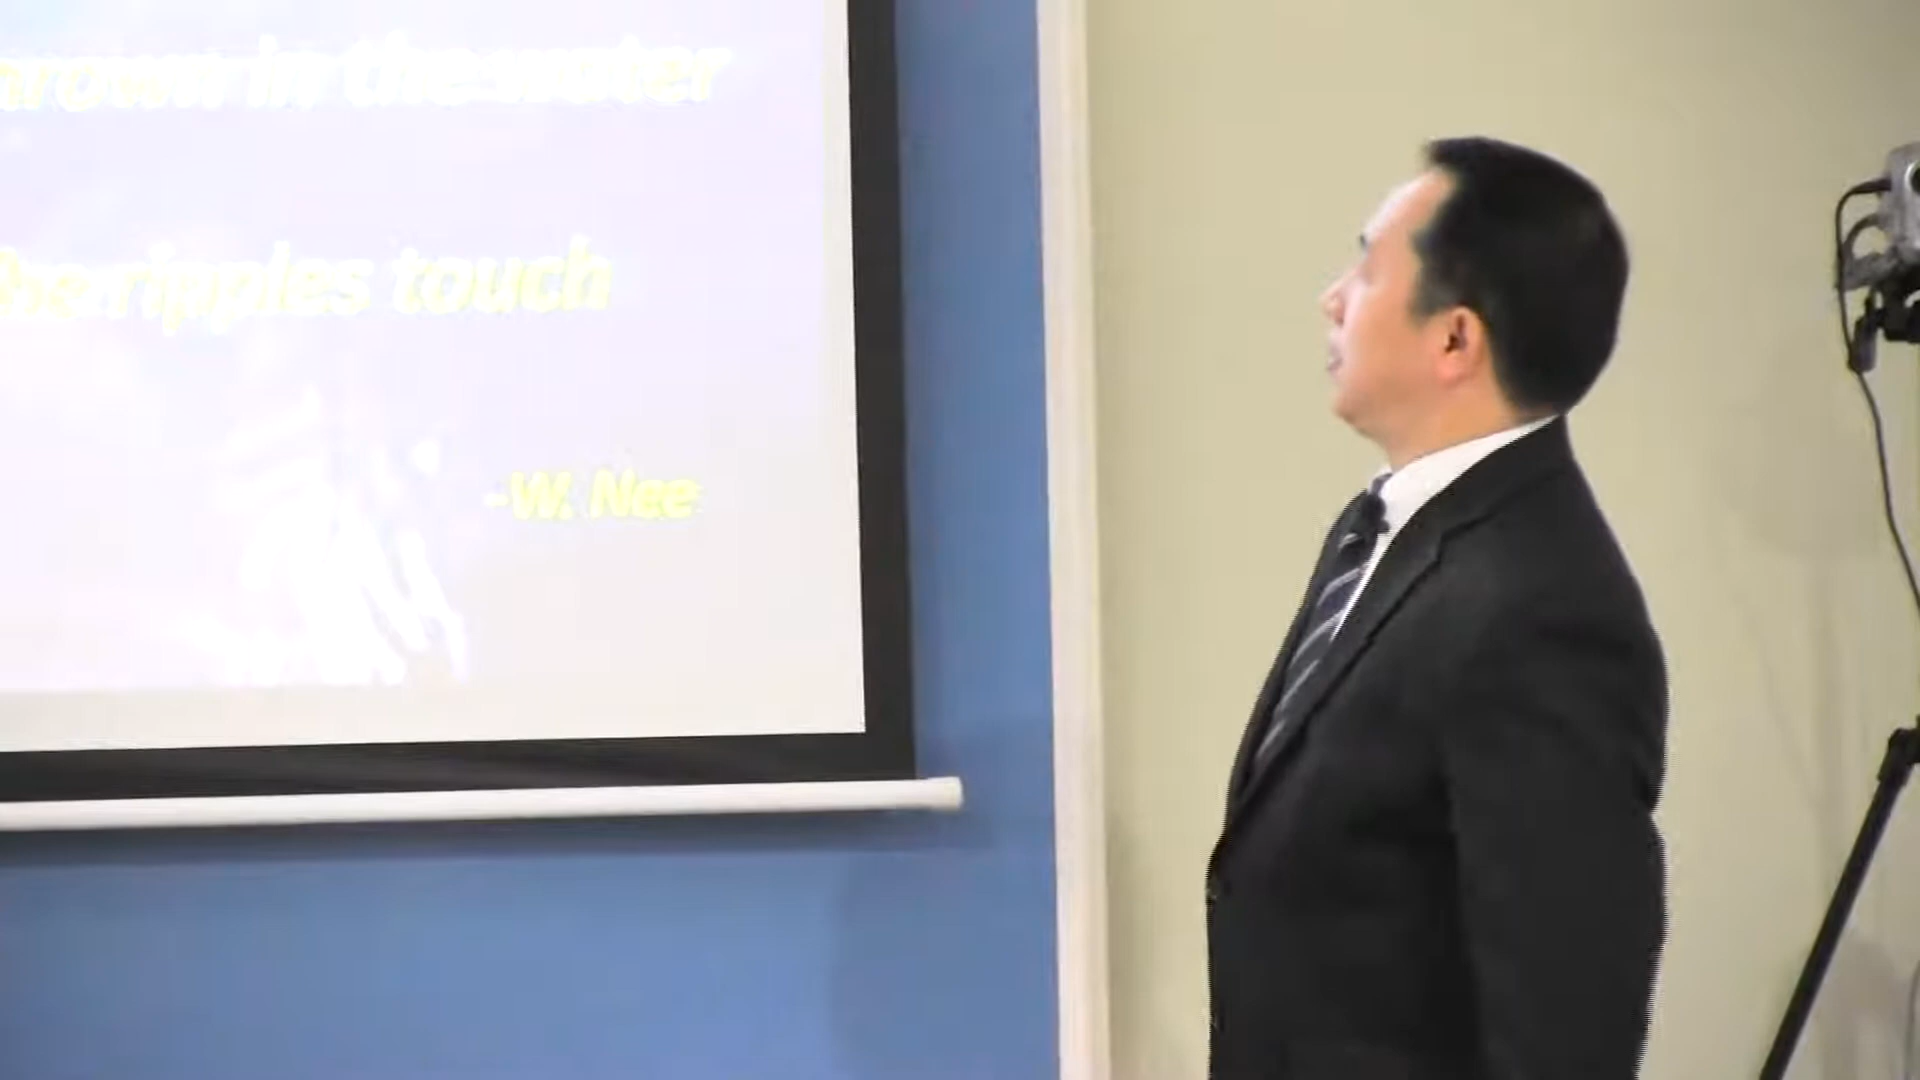 in the water
ripples touch
-W. Nee